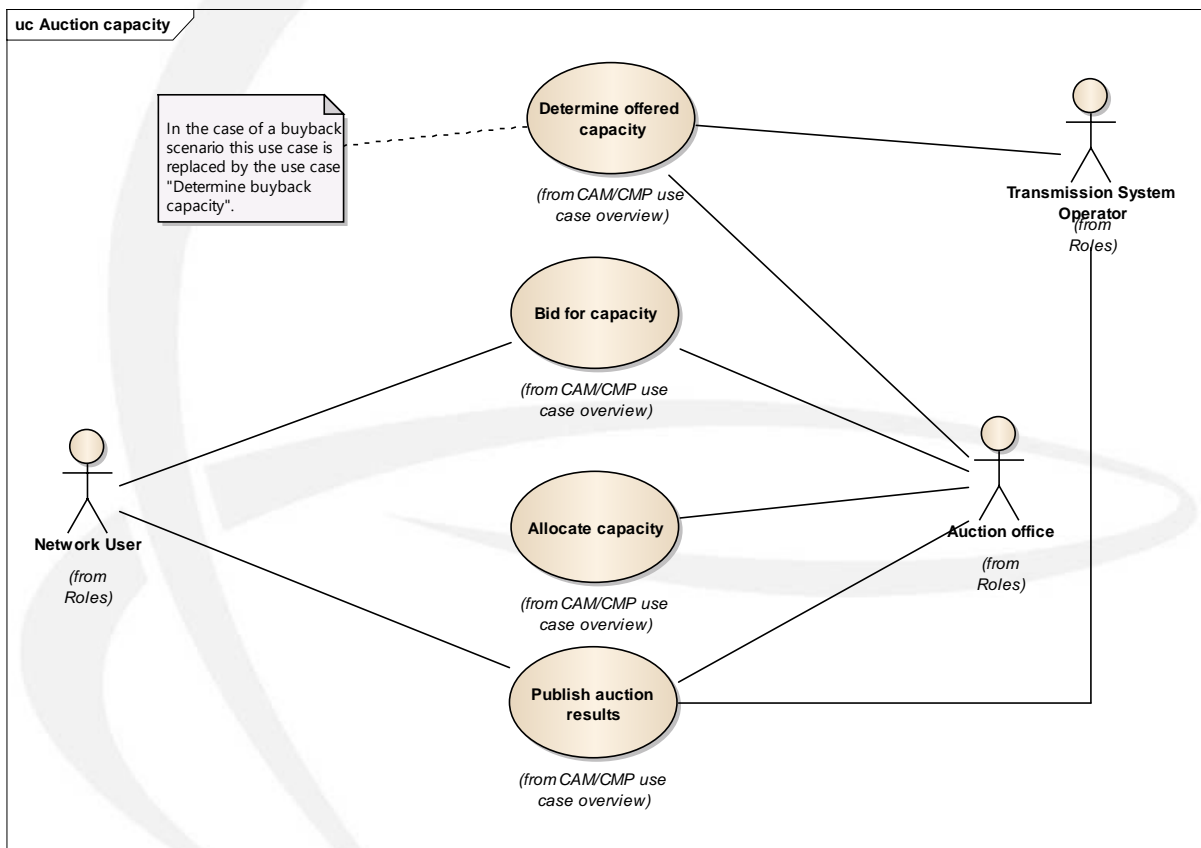 uc Auction capacity
In the case of a buyback
scenario this use case is
replaced by the use case
"Determine buyback
capacity".
Determine offered
capacity
(from CAM/CMP use
case overview)
Transmission System
Operator
(from
Roles)
Bid for capacity
(from CAM/CMP use
case overview)
Network User
(from
Roles)
Allocate capacity
(from CAM/CMP use
case overview)
Auction office
(from
Roles)
Publish auction
results
(from CAM/CMP use
case overview)